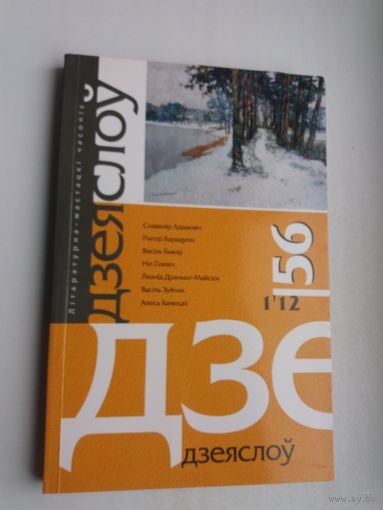 Літаратурна-мастацкі часопіс
дзеяслоў
Славамір Адамовіч
Рыгор Барадулін
Васіль Быкаў
Ніл Гілевіч
Леанід Дранько-Майсюк
Васіль Зуёнак
Алесь Камоцкі
56
1'12
дзе
дзеяслоў
www.ay.by